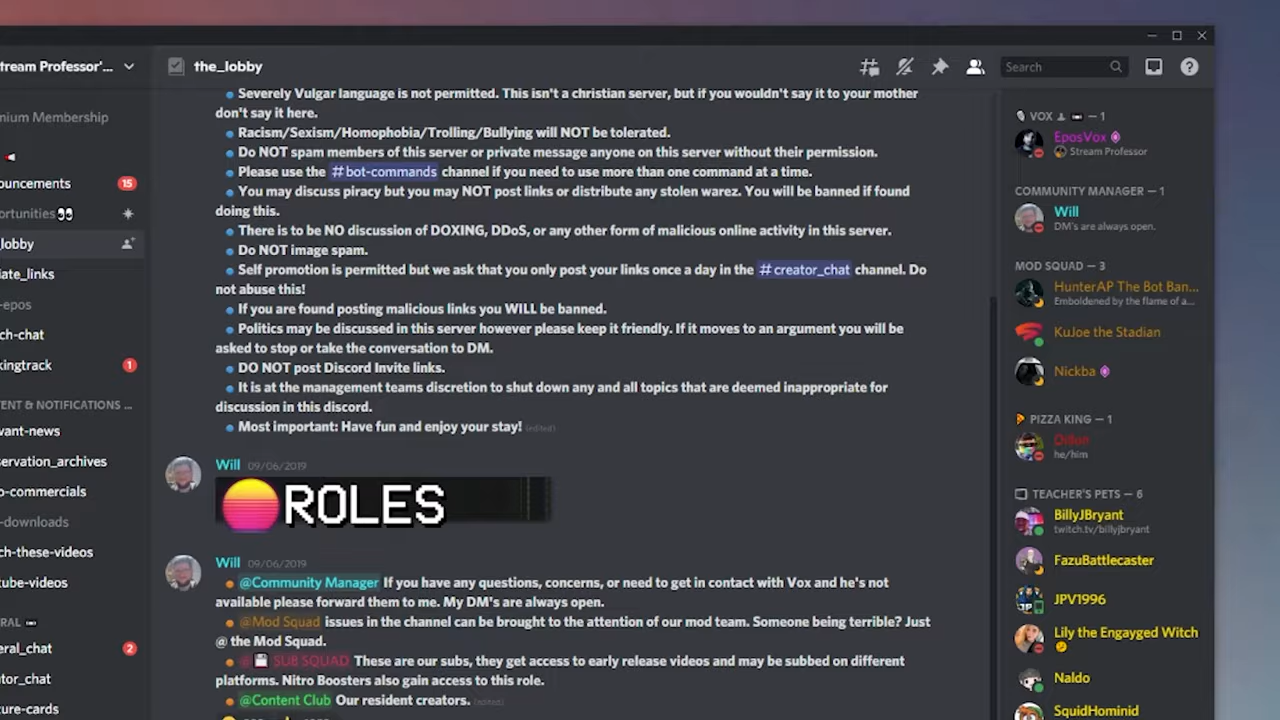 tream Professor'...
the_lobby
Search
nium Membership
ouncements
15
ortunities
lobby
iate_links
-epos
ch-chat
kingtrack
1
ENT & NOTIFICATIONS ...
vant-news
servation_archives
o-commercials
-downloads
ch-these-videos
tube-videos
RAL
eral_chat
2
tor_chat
ture-cards
Severely Vulgar language is not permitted. This isn't a christian server, but if you wouldn't say it to your mother
don't say it here.
Racism/Sexism/Homophobia/Trolling/Bullying will NOT be tolerated.
Do NOT spam members of this server or private message anyone on this server without their permission.
Please use the #bot-commands channel if you need to use more than one command at a time.
You may discuss piracy but you may NOT post links or distribute any stolen warez. You will be banned if found
doing this.
There is to be NO discussion of DOXING, DDoS, or any other form of malicious online activity in this server.
Do NOT image spam.
Self promotion is permitted but we ask that you only post your links once a day in the #creator_chat channel. Do
not abuse this!
If you are found posting malicious links you WILL be banned.
Politics may be discussed in this server however please keep it friendly. If it moves to an argument you will be
asked to stop or take the conversation to DM.
DO NOT post Discord Invite links.
It is at the management teams discretion to shut down any and all topics that are deemed inappropriate for
discussion in this discord.
Most important: Have fun and enjoy your stay! (edited)
Will 09/06/2019
ROLES
Will 09/06/2019
@Community Manager If you have any questions, concerns, or need to get in contact with Vox and he's not
available please forward them to me. My DM's are always open.
@Mod Squad issues in the channel can be brought to the attention of our mod team. Someone being terrible? Just
@ the Mod Squad.
@ SUB SQUAD These are our subs, they get access to early release videos and may be subbed on different
platforms. Nitro Boosters also gain access to this role.
@Content Club Our resident creators. (edited)
VOX — 1
EposVox
Stream Professor
COMMUNITY MANAGER — 1
Will
DM's are always open.
MOD SQUAD — 3
HunterAP The Bot Ban...
Emboldened by the flame of a...
KuJoe the Stadian
Nickba
PIZZA KING — 1
Dillon
he/him
TEACHER'S PETS — 6
BillyJBryant
twitch.tv/billyjbryant
FazuBattlecaster
JPV1996
Lily the Engayged Witch
Naldo
SquidHominid